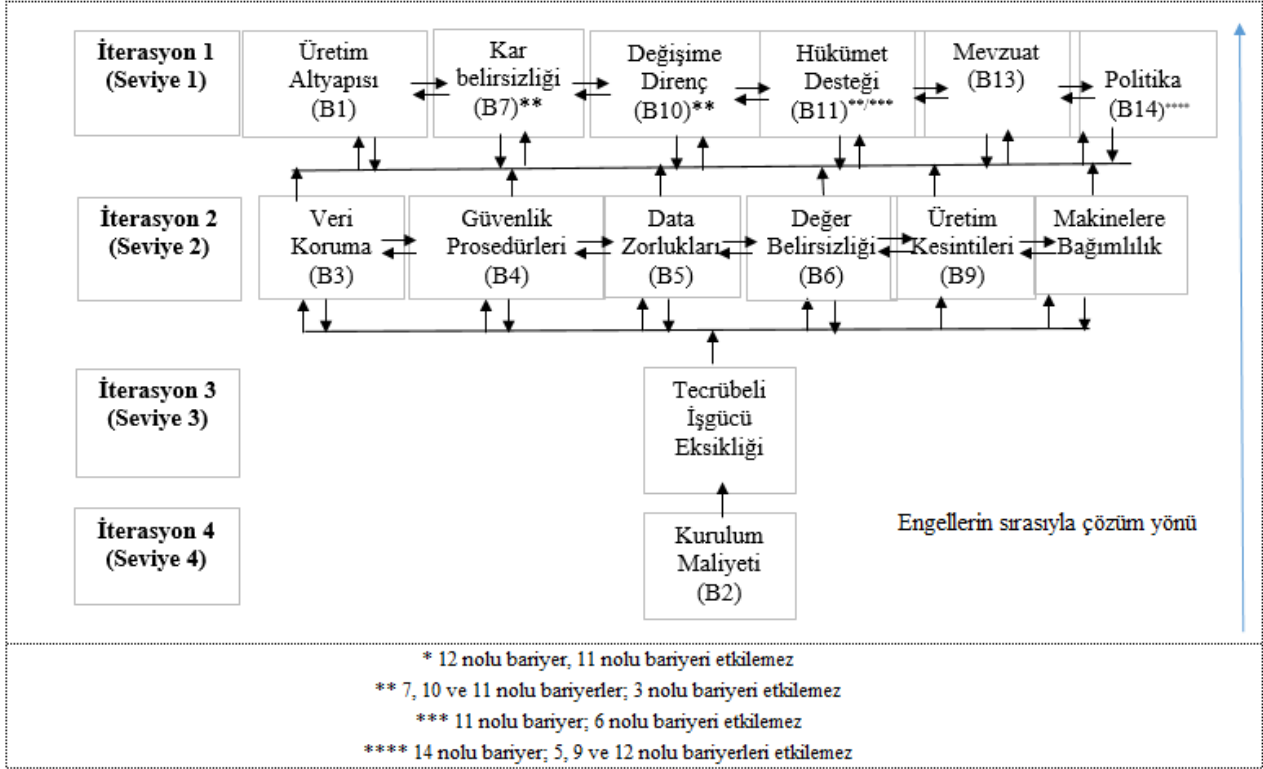 İterasyon 1
(Seviye 1)
Üretim
Altyapısı
(B1)
Kar
belirsizliği
(B7)**
Değişime
Direnç
(B10)**
Hükümet
Desteği
(B11)**/***
Mevzuat
(B13)
Politika
(B14)****
İterasyon 2
(Seviye 2)
Veri
Koruma
(B3)
Güvenlik
Prosedürleri
(B4)
Data
Zorlukları
(B5)
Değer
Belirsizliği
(B6)
Üretim
Kesintileri
(B9)
Makinelere
Bağımlılık
İterasyon 3
(Seviye 3)
Tecrübeli
İşgücü
Eksikliği
İterasyon 4
(Seviye 4)
Kurulum
Maliyeti
(B2)
Engellerin sırasıyla çözüm yönü
* 12 nolu bariyer, 11 nolu bariyeri etkilemez
** 7, 10 ve 11 nolu bariyerler; 3 nolu bariyeri etkilemez
*** 11 nolu bariyer; 6 nolu bariyeri etkilemez
**** 14 nolu bariyer; 5, 9 ve 12 nolu bariyerleri etkilemez